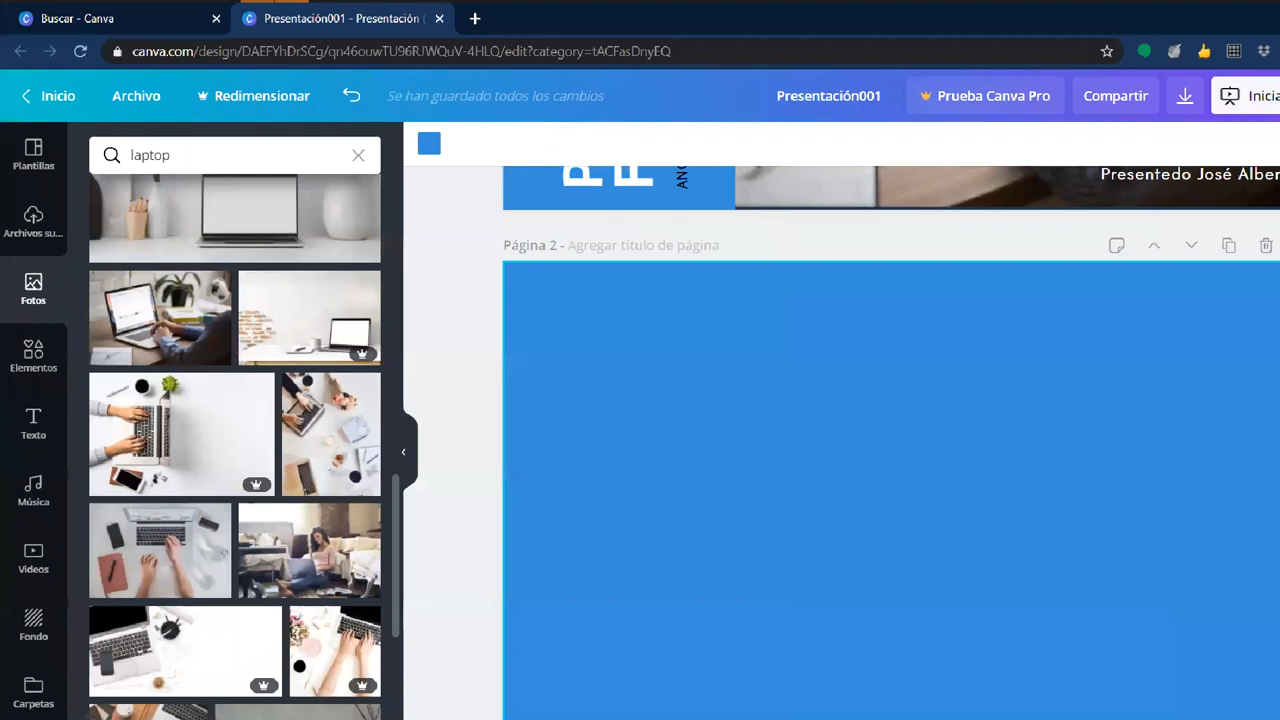 Buscar - Canva
Presentación001 - Presentación (
canva.com/design/DAEFYhDrSCg/qn46ouwTU96RJWQuV-4HLQ/edit?category=tACFasDnyEQ
Inicio
Archivo
Redimensionar
Se han guardado todos los cambios
Presentación001
Prueba Canva Pro
Compartir
Inicia
Plantillas
Archivos su...
Fotos
Elementos
Texto
Música
Videos
Fondo
Carpetas
laptop
P
F
ANG
Presentedo José Alber
Página 2 - Agregar título de página